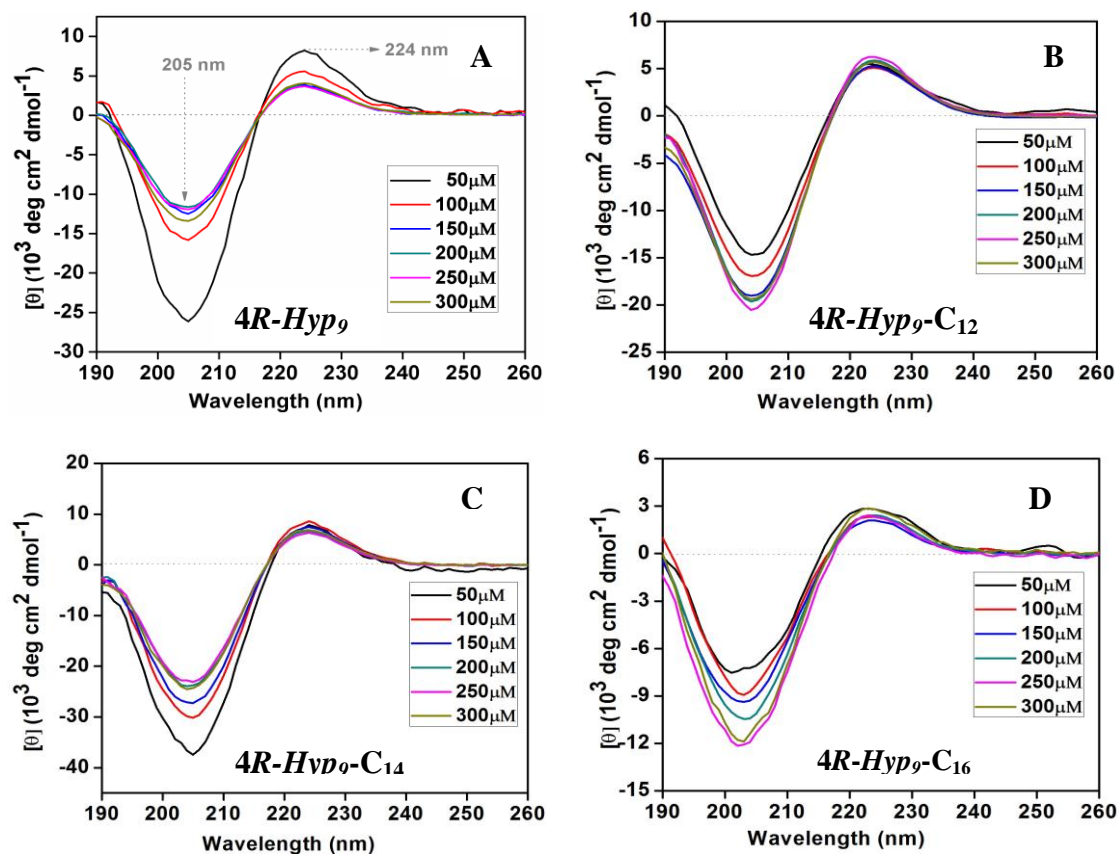 A
205 nm
224 nm
[θ] (10³ deg cm² dmol⁻¹)
10
5
0
-5
-10
-15
-20
-25
-30
50μM
100μM
150μM
200μM
250μM
300μM
4R-Hyp₉
190 200 210 220 230 240 250 260
Wavelength (nm)
B
[θ] (10³ deg cm² dmol⁻¹)
10
5
0
-5
-10
-15
-20
-25
50μM
100μM
150μM
200μM
250μM
300μM
4R-Hyp₉-C₁₂
190 200 210 220 230 240 250 260
Wavelength (nm)
C
[θ] (10³ deg cm² dmol⁻¹)
20
10
0
-10
-20
-30
-40
50μM
100μM
150μM
200μM
250μM
300μM
4R-Hyp₉-C₁₄
190 200 210 220 230 240 250 260
Wavelength (nm)
D
[θ] (10³ deg cm² dmol⁻¹)
6
3
0
-3
-6
-9
-12
-15
50μM
100μM
150μM
200μM
250μM
300μM
4R-Hyp₉-C₁₆
190 200 210 220 230 240 250 260
Wavelength (nm)